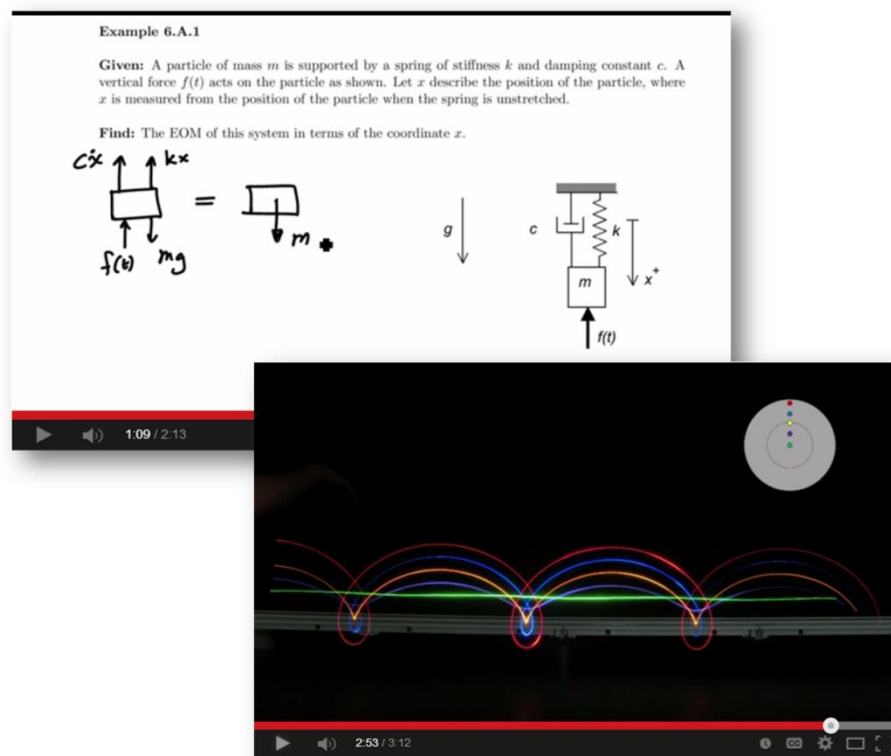 Example 6.A.1
Given: A particle of mass m is supported by a spring of stiffness k and damping constant c. A
vertical force f(t) acts on the particle as shown. Let x describe the position of the particle, where
x is measured from the position of the particle when the spring is unstretched.
Find: The EOM of this system in terms of the coordinate x.
cẋ kx
=
m
f(t) mg
g
c
k
m
x+
f(t)
1:09 / 2:13
2:53 / 3:12
CC